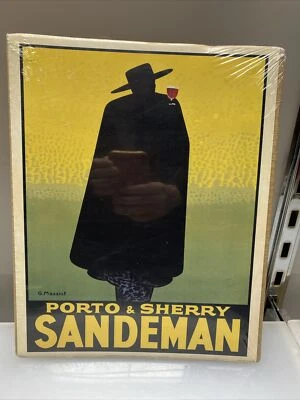 G. Massiot
PORTO & SHERRY
SANDEMAN